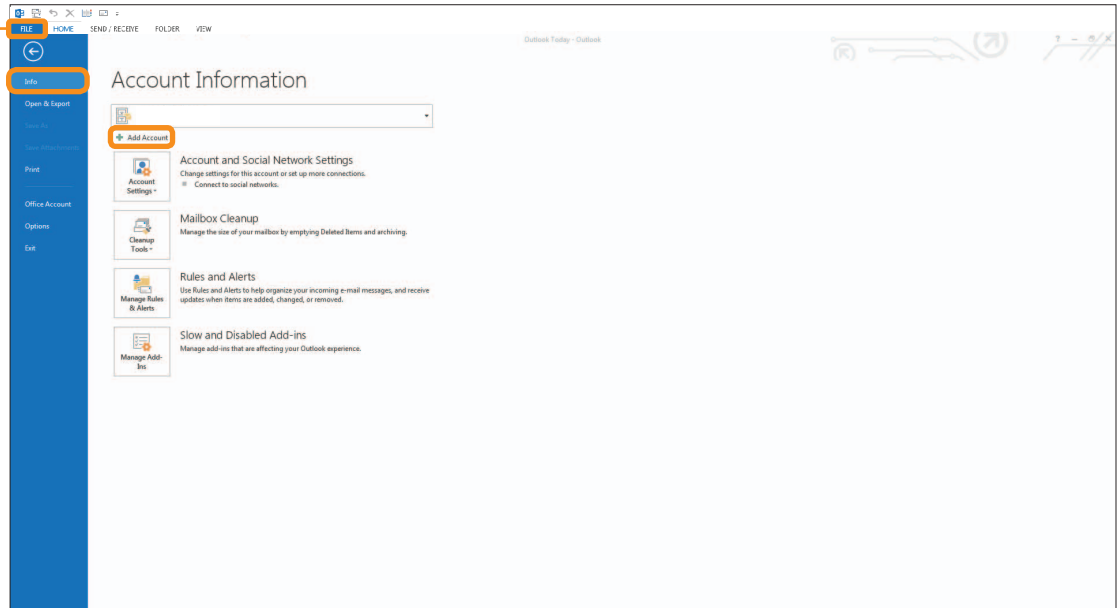 FILE HOME SEND / RECEIVE FOLDER VIEW
Outlook Today - Outlook
?
Info
Open & Export
Save As
Save Attachments
Print
Office Account
Options
Exit
Account Information
Add Account
Account Settings
Account and Social Network Settings
Change settings for this account or set up more connections.
Connect to social networks.
Cleanup Tools
Mailbox Cleanup
Manage the size of your mailbox by emptying Deleted Items and archiving.
Manage Rules & Alerts
Rules and Alerts
Use Rules and Alerts to help organize your incoming e-mail messages, and receive
updates when items are added, changed, or removed.
Manage Add-Ins
Slow and Disabled Add-ins
Manage add-ins that are affecting your Outlook experience.